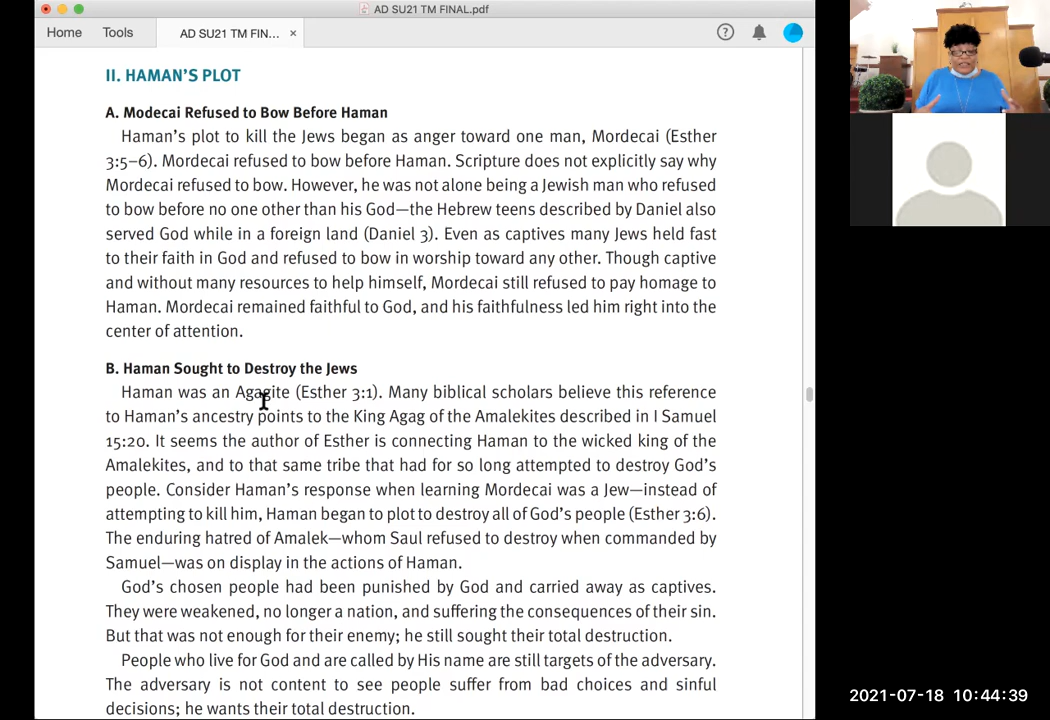 AD SU21 TM FINAL.pdf
Home
Tools
AD SU21 TM FIN... ×
?
II. HAMAN'S PLOT
A. Modecai Refused to Bow Before Haman
Haman's plot to kill the Jews began as anger toward one man, Mordecai (Esther
3:5–6). Mordecai refused to bow before Haman. Scripture does not explicitly say why
Mordecai refused to bow. However, he was not alone being a Jewish man who refused
to bow before no one other than his God—the Hebrew teens described by Daniel also
served God while in a foreign land (Daniel 3). Even as captives many Jews held fast
to their faith in God and refused to bow in worship toward any other. Though captive
and without many resources to help himself, Mordecai still refused to pay homage to
Haman. Mordecai remained faithful to God, and his faithfulness led him right into the
center of attention.
B. Haman Sought to Destroy the Jews
Haman was an Agagite (Esther 3:1). Many biblical scholars believe this reference
to Haman's ancestry points to the King Agag of the Amalekites described in I Samuel
15:20. It seems the author of Esther is connecting Haman to the wicked king of the
Amalekites, and to that same tribe that had for so long attempted to destroy God's
people. Consider Haman's response when learning Mordecai was a Jew—instead of
attempting to kill him, Haman began to plot to destroy all of God's people (Esther 3:6).
The enduring hatred of Amalek—whom Saul refused to destroy when commanded by
Samuel—was on display in the actions of Haman.
God's chosen people had been punished by God and carried away as captives.
They were weakened, no longer a nation, and suffering the consequences of their sin.
But that was not enough for their enemy; he still sought their total destruction.
People who live for God and are called by His name are still targets of the adversary.
The adversary is not content to see people suffer from bad choices and sinful
decisions; he wants their total destruction.
2021-07-18 10:44:39